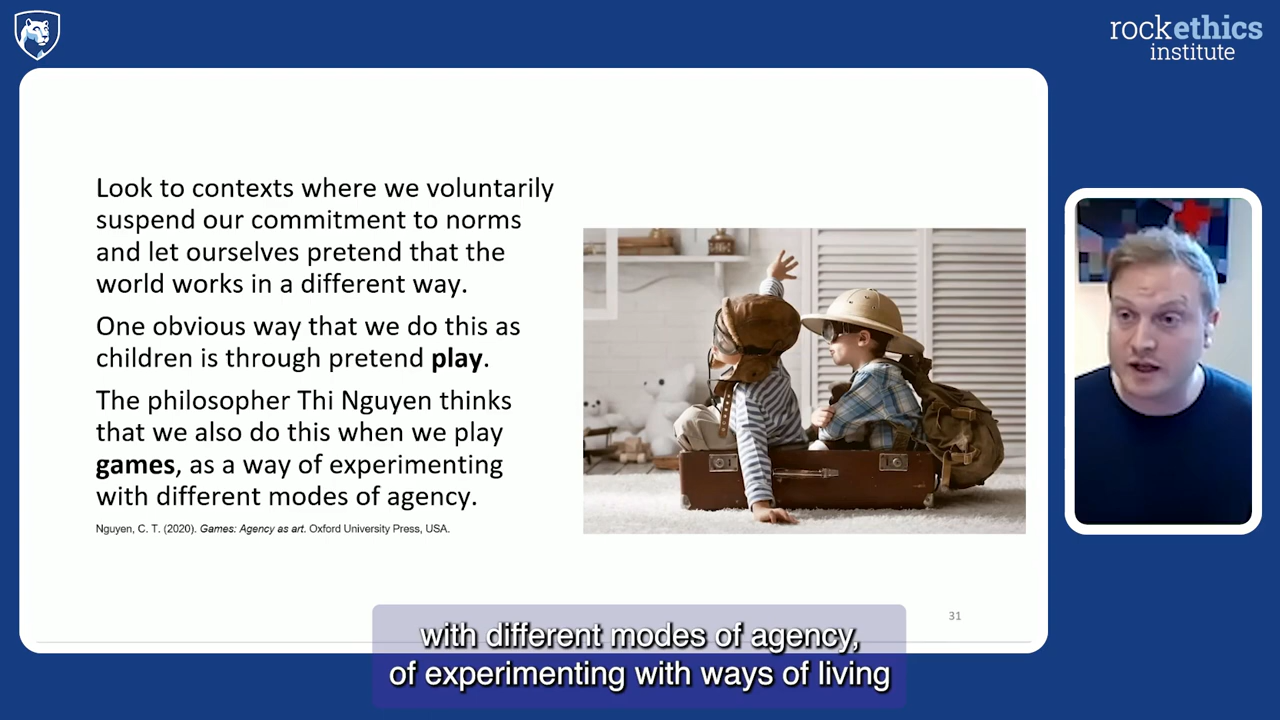 rockethics
institute
Look to contexts where we voluntarily
suspend our commitment to norms
and let ourselves pretend that the
world works in a different way.
One obvious way that we do this as
children is through pretend play.
The philosopher Thi Nguyen thinks
that we also do this when we play
games, as a way of experimenting
with different modes of agency.
Nguyen, C. T. (2020). Games: Agency as art. Oxford University Press, USA.
31
with different modes of agency,
of experimenting with ways of living